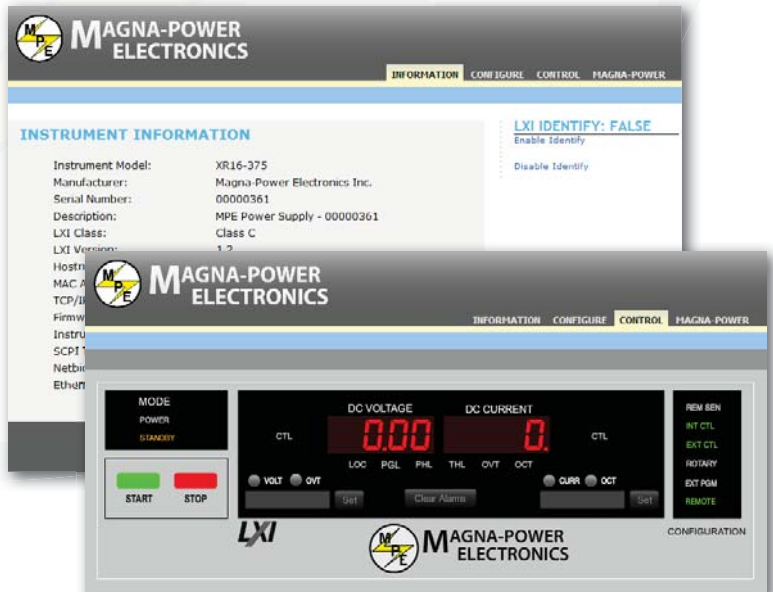 MPE MAGNA-POWER
ELECTRONICS
INFORMATION CONFIGURE CONTROL MAGNA-POWER
INSTRUMENT INFORMATION
Instrument Model: XR16-375
Manufacturer: Magna-Power Electronics Inc.
Serial Number: 00000361
Description: MPE Power Supply - 00000361
LXI Class: Class C
LXI Version: 1.2
MAC
TCP/
SCPI
LXI IDENTIFY: FALSE
Enable Identify
Disable Identify
MPE MAGNA-POWER
ELECTRONICS
INFORMATION CONFIGURE CONTROL MAGNA-POWER
MODE
POWER
STANDBY
START STOP
DC VOLTAGE DC CURRENT
CTL 0.00 0. CTL
LOC PGL PHL THL OVT OCT
VOLT OVT CURR OCT
Set Clear Alarms Set
REM SEN
INT CTL
EXT CTL
ROTARY
EXT PGM
REMOTE
CONFIGURATION
LXI
MPE MAGNA-POWER
ELECTRONICS